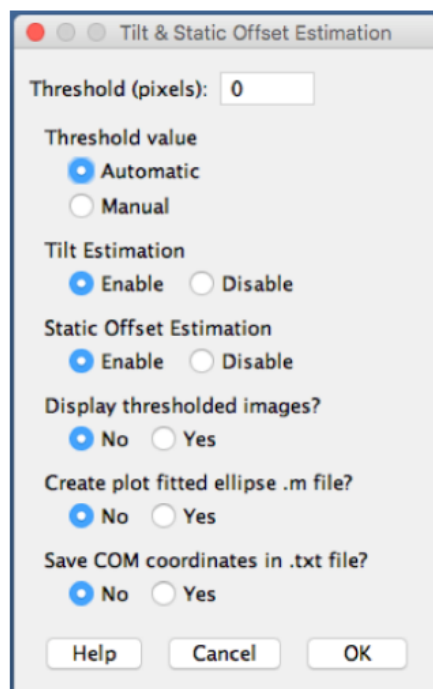 Tilt & Static Offset Estimation
Threshold (pixels): 0
Threshold value
Automatic
Manual
Tilt Estimation
Enable Disable
Static Offset Estimation
Enable Disable
Display thresholded images?
No Yes
Create plot fitted ellipse .m file?
No Yes
Save COM coordinates in .txt file?
No Yes
Help Cancel OK